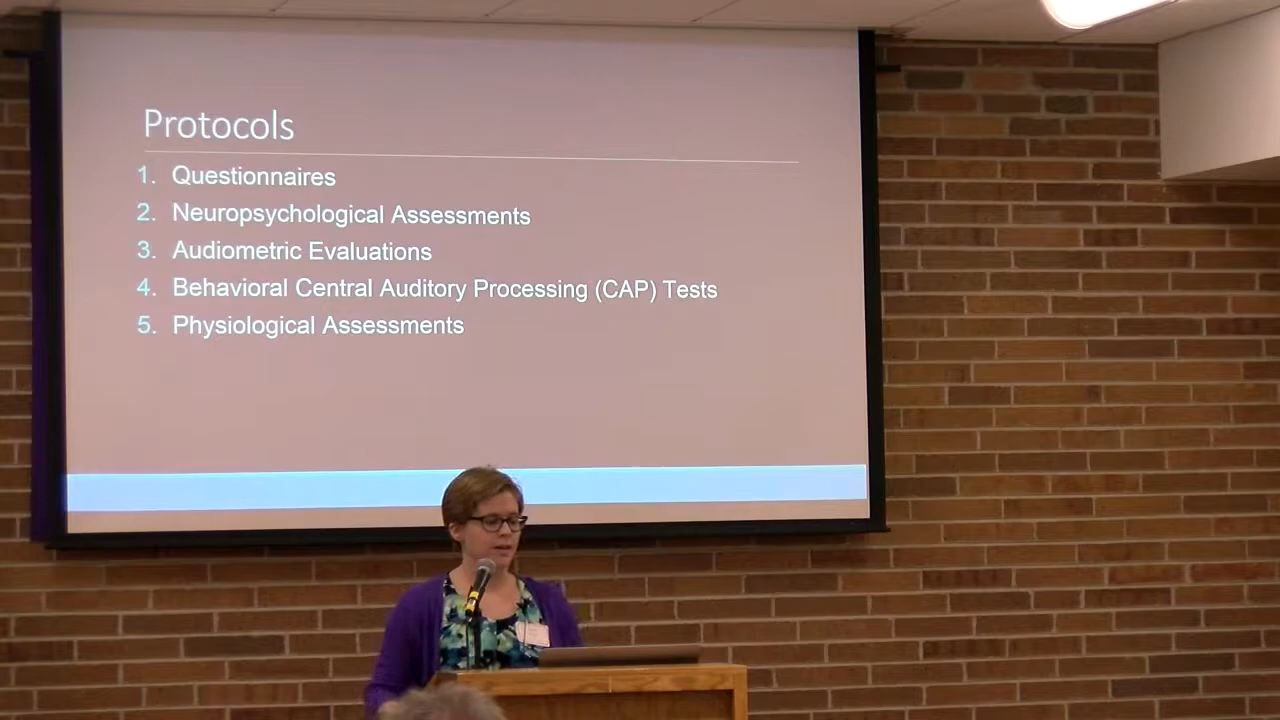 Protocols
1. Questionnaires
2. Neuropsychological Assessments
3. Audiometric Evaluations
4. Behavioral Central Auditory Processing (CAP) Tests
5. Physiological Assessments